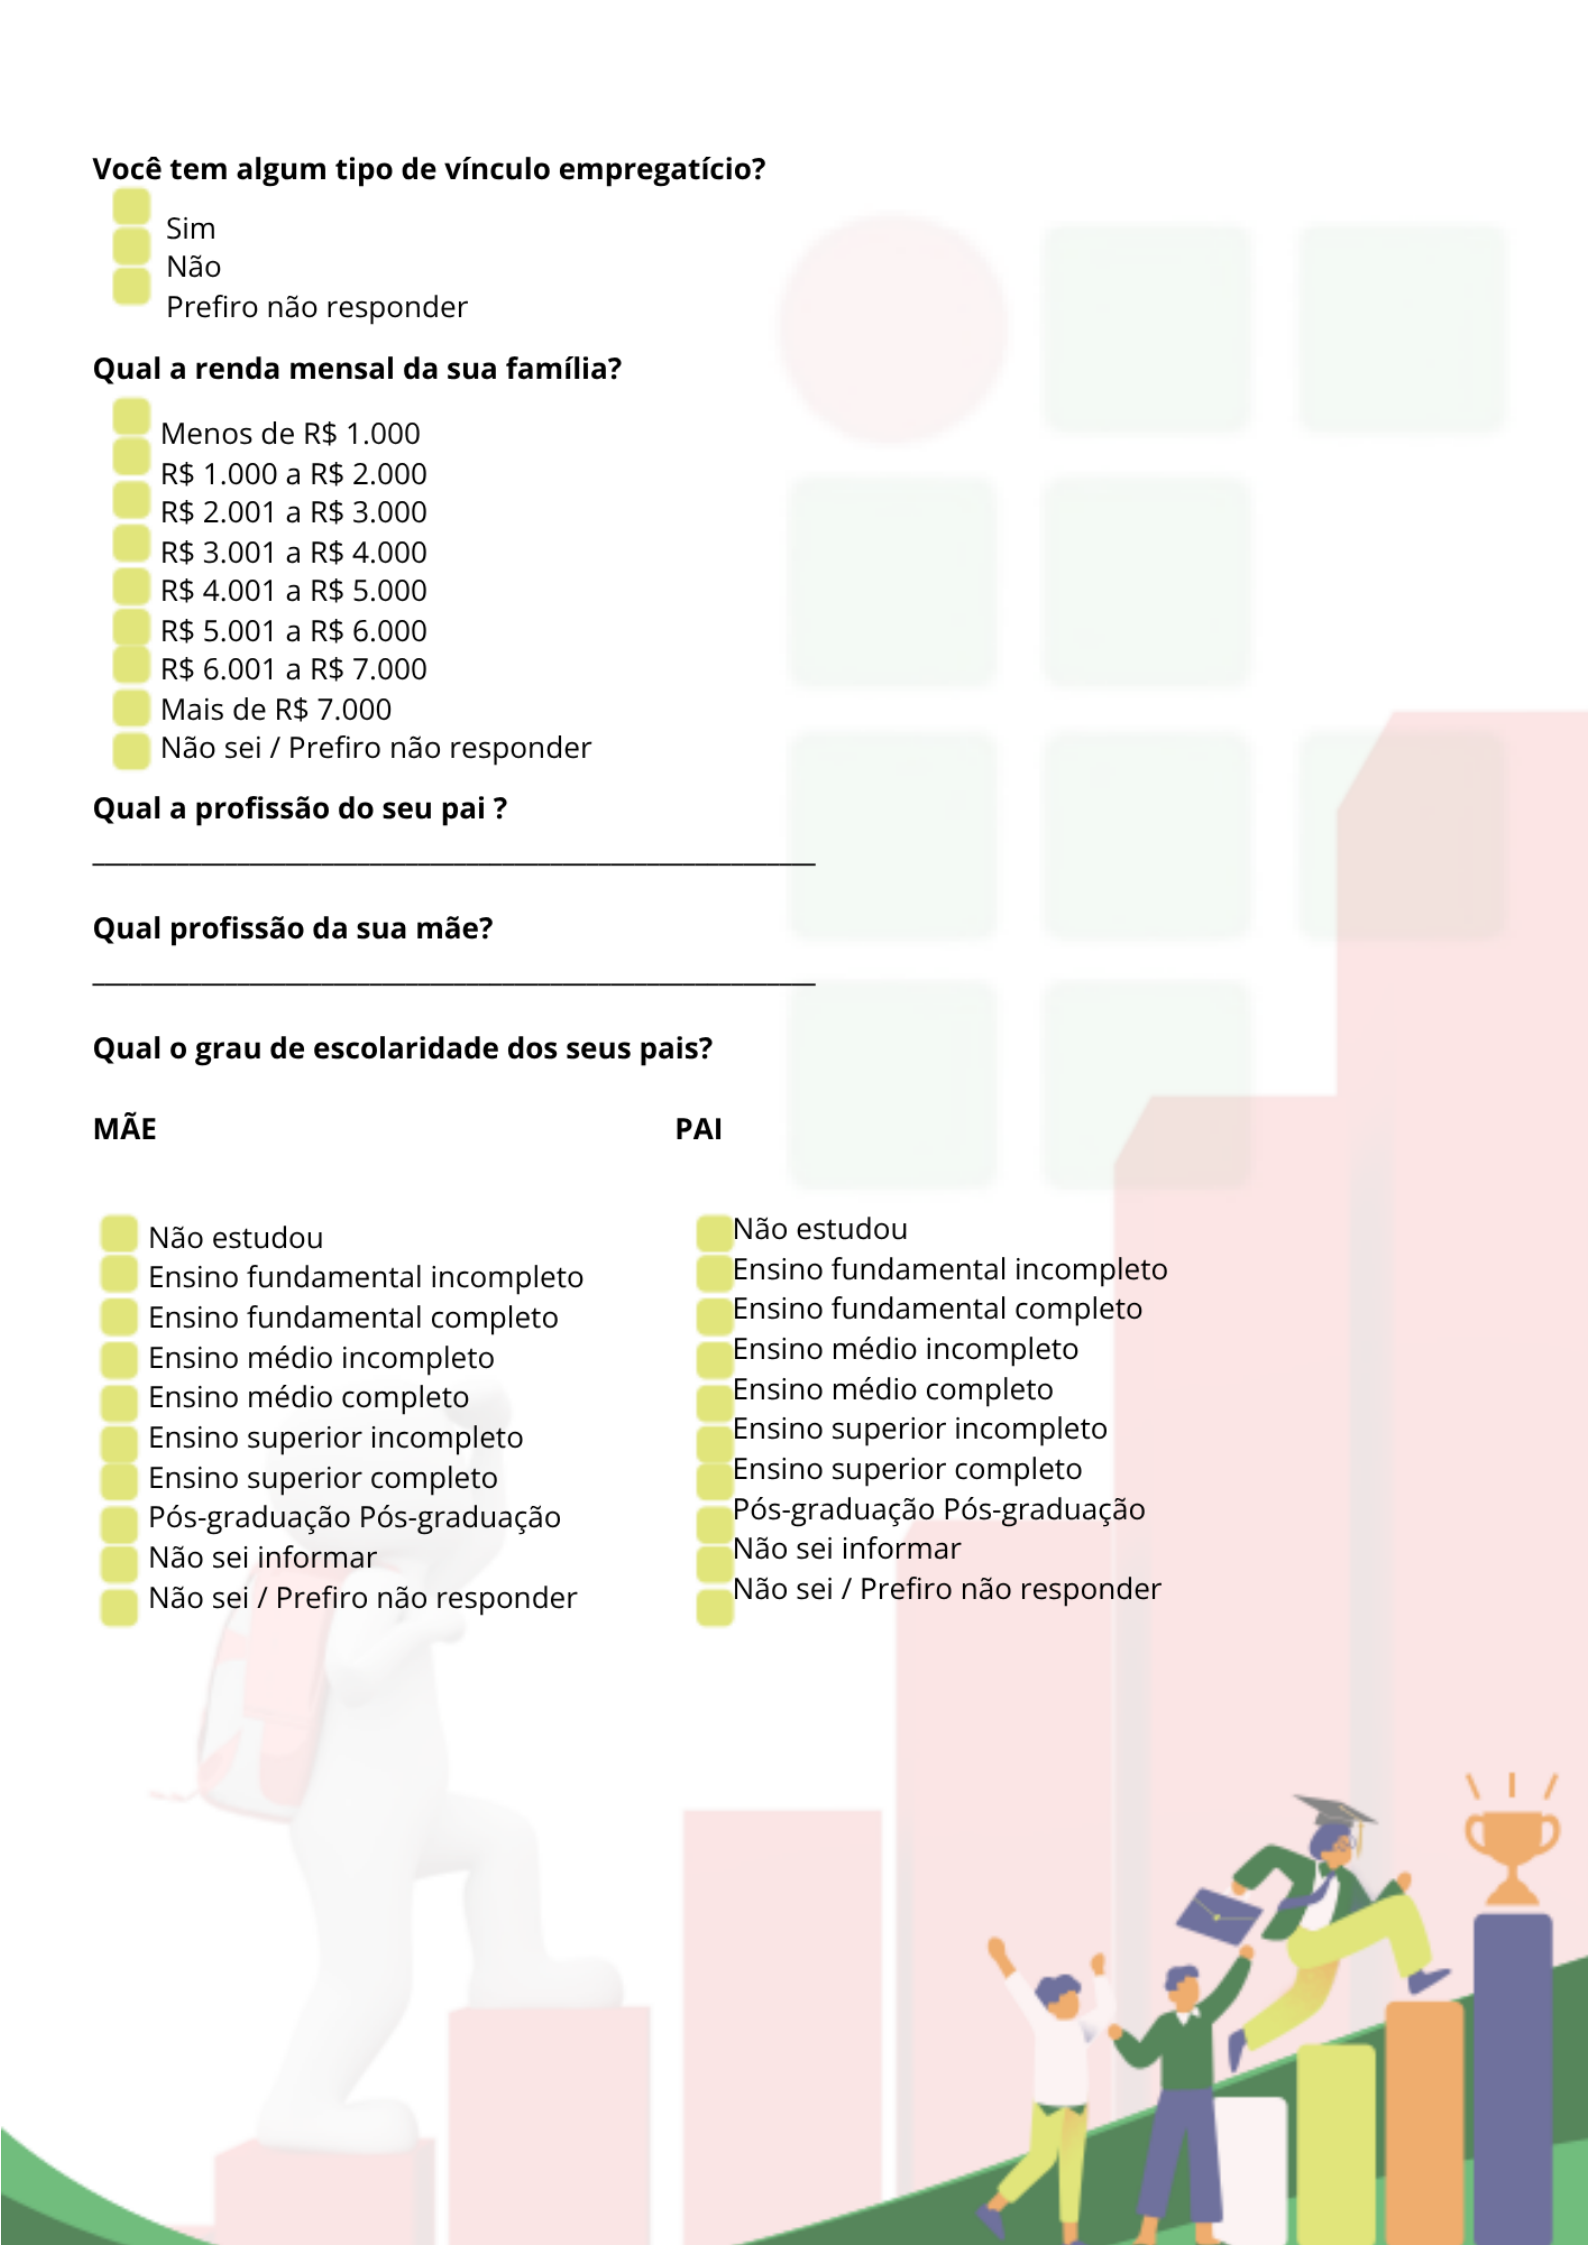 Você tem algum tipo de vínculo empregatício?
Sim
Não
Prefiro não responder
Qual a renda mensal da sua família?
Menos de R$ 1.000
R$ 1.000 a R$ 2.000
R$ 2.001 a R$ 3.000
R$ 3.001 a R$ 4.000
R$ 4.001 a R$ 5.000
R$ 5.001 a R$ 6.000
R$ 6.001 a R$ 7.000
Mais de R$ 7.000
Não sei / Prefiro não responder
Qual a profissão do seu pai ?
Qual profissão da sua mãe?
Qual o grau de escolaridade dos seus pais?
MÃE
Não estudou
Ensino fundamental incompleto
Ensino fundamental completo
Ensino médio incompleto
Ensino médio completo
Ensino superior incompleto
Ensino superior completo
Pós-graduação Pós-graduação
Não sei informar
Não sei / Prefiro não responder
PAI
Não estudou
Ensino fundamental incompleto
Ensino fundamental completo
Ensino médio incompleto
Ensino médio completo
Ensino superior incompleto
Ensino superior completo
Pós-graduação Pós-graduação
Não sei informar
Não sei / Prefiro não responder